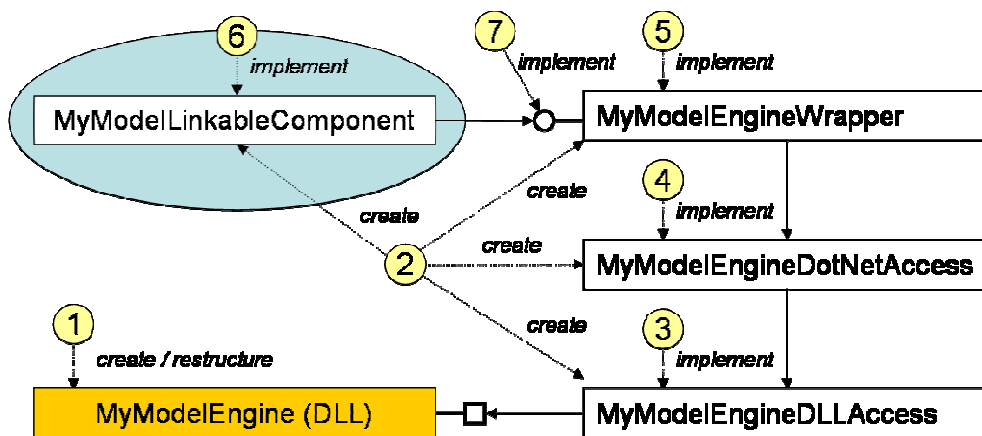 6
implement
7
implement
5
implement
MyModelLinkableComponent
MyModelEngineWrapper
create
create
4
implement
2
create
MyModelEngineDotNetAccess
1
create / restructure
create
3
implement
MyModelEngine (DLL)
MyModelEngineDLLAccess